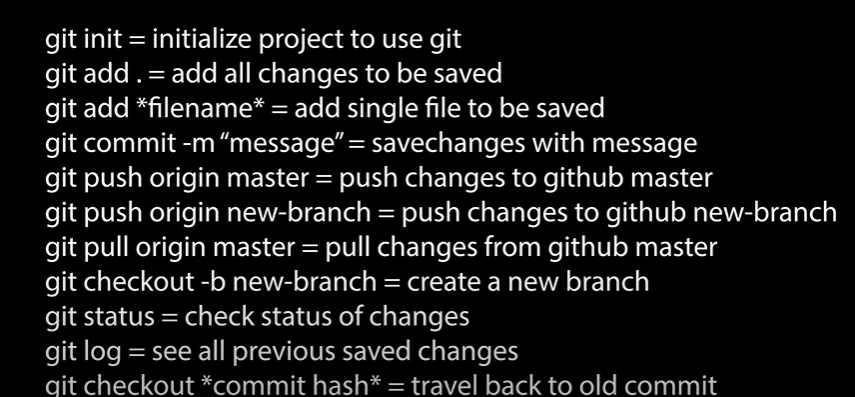 git init = initialize project to use git
git add . = add all changes to be saved
git add *filename* = add single file to be saved
git commit -m “message” = savechanges with message
git push origin master = push changes to github master
git push origin new-branch = push changes to github new-branch
git pull origin master = pull changes from github master
git checkout -b new-branch = create a new branch
git status = check status of changes
git log = see all previous saved changes
git checkout *commit hash* = travel back to old commit